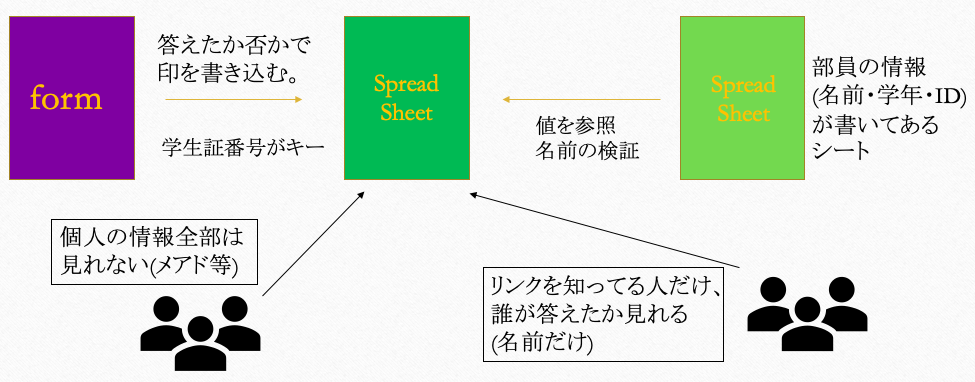 form
答えたか否かで
印を書き込む。
学生証番号がキー
Spread
Sheet
値を参照
名前の検証
Spread
Sheet
部員の情報
(名前・学年・ID)
が書いてある
シート
個人の情報全部は
見れない(メアド等)
リンクを知ってる人だけ、
誰が答えたか見れる
(名前だけ)